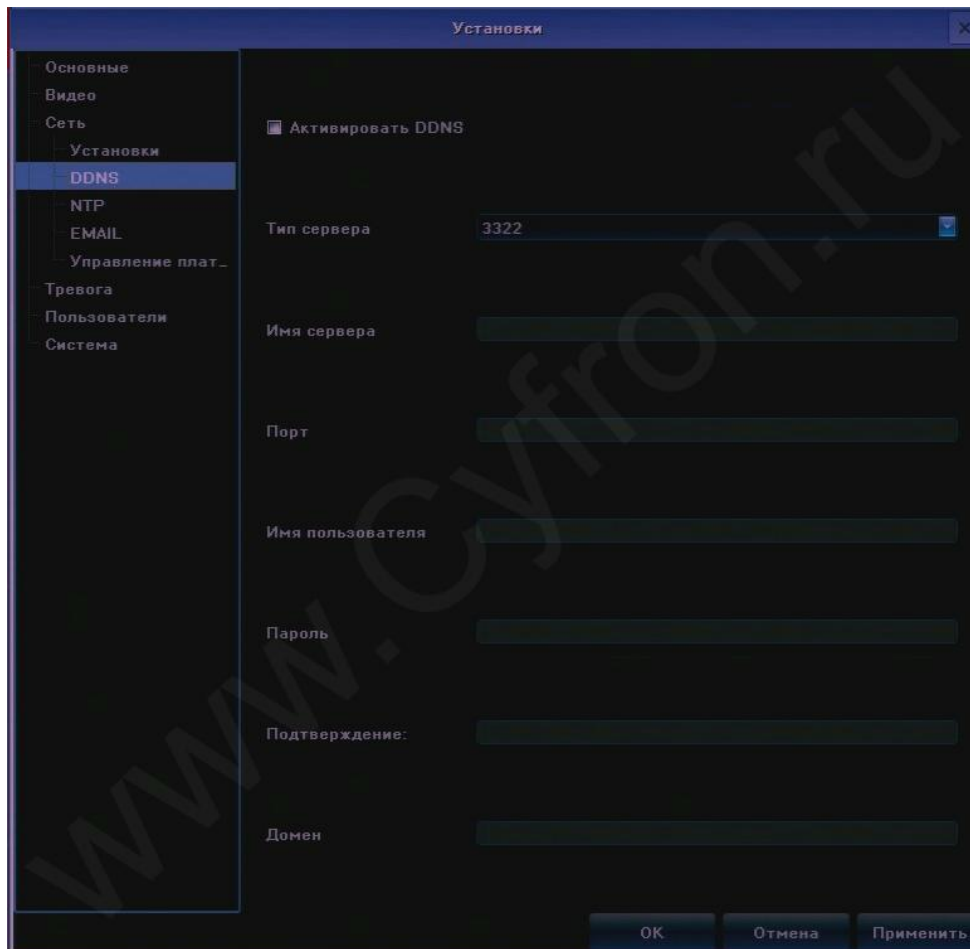 Установки
Основные
Видео
Сеть
Установки
DDNS
NTP
EMAIL
Управление плат_
Тревога
Пользователи
Система
Активировать DDNS
Тип сервера 3322
Имя сервера
Порт
Имя пользователя
Пароль
Подтверждение:
Домен
OK Отмена Применить
www.Cyfron.ru